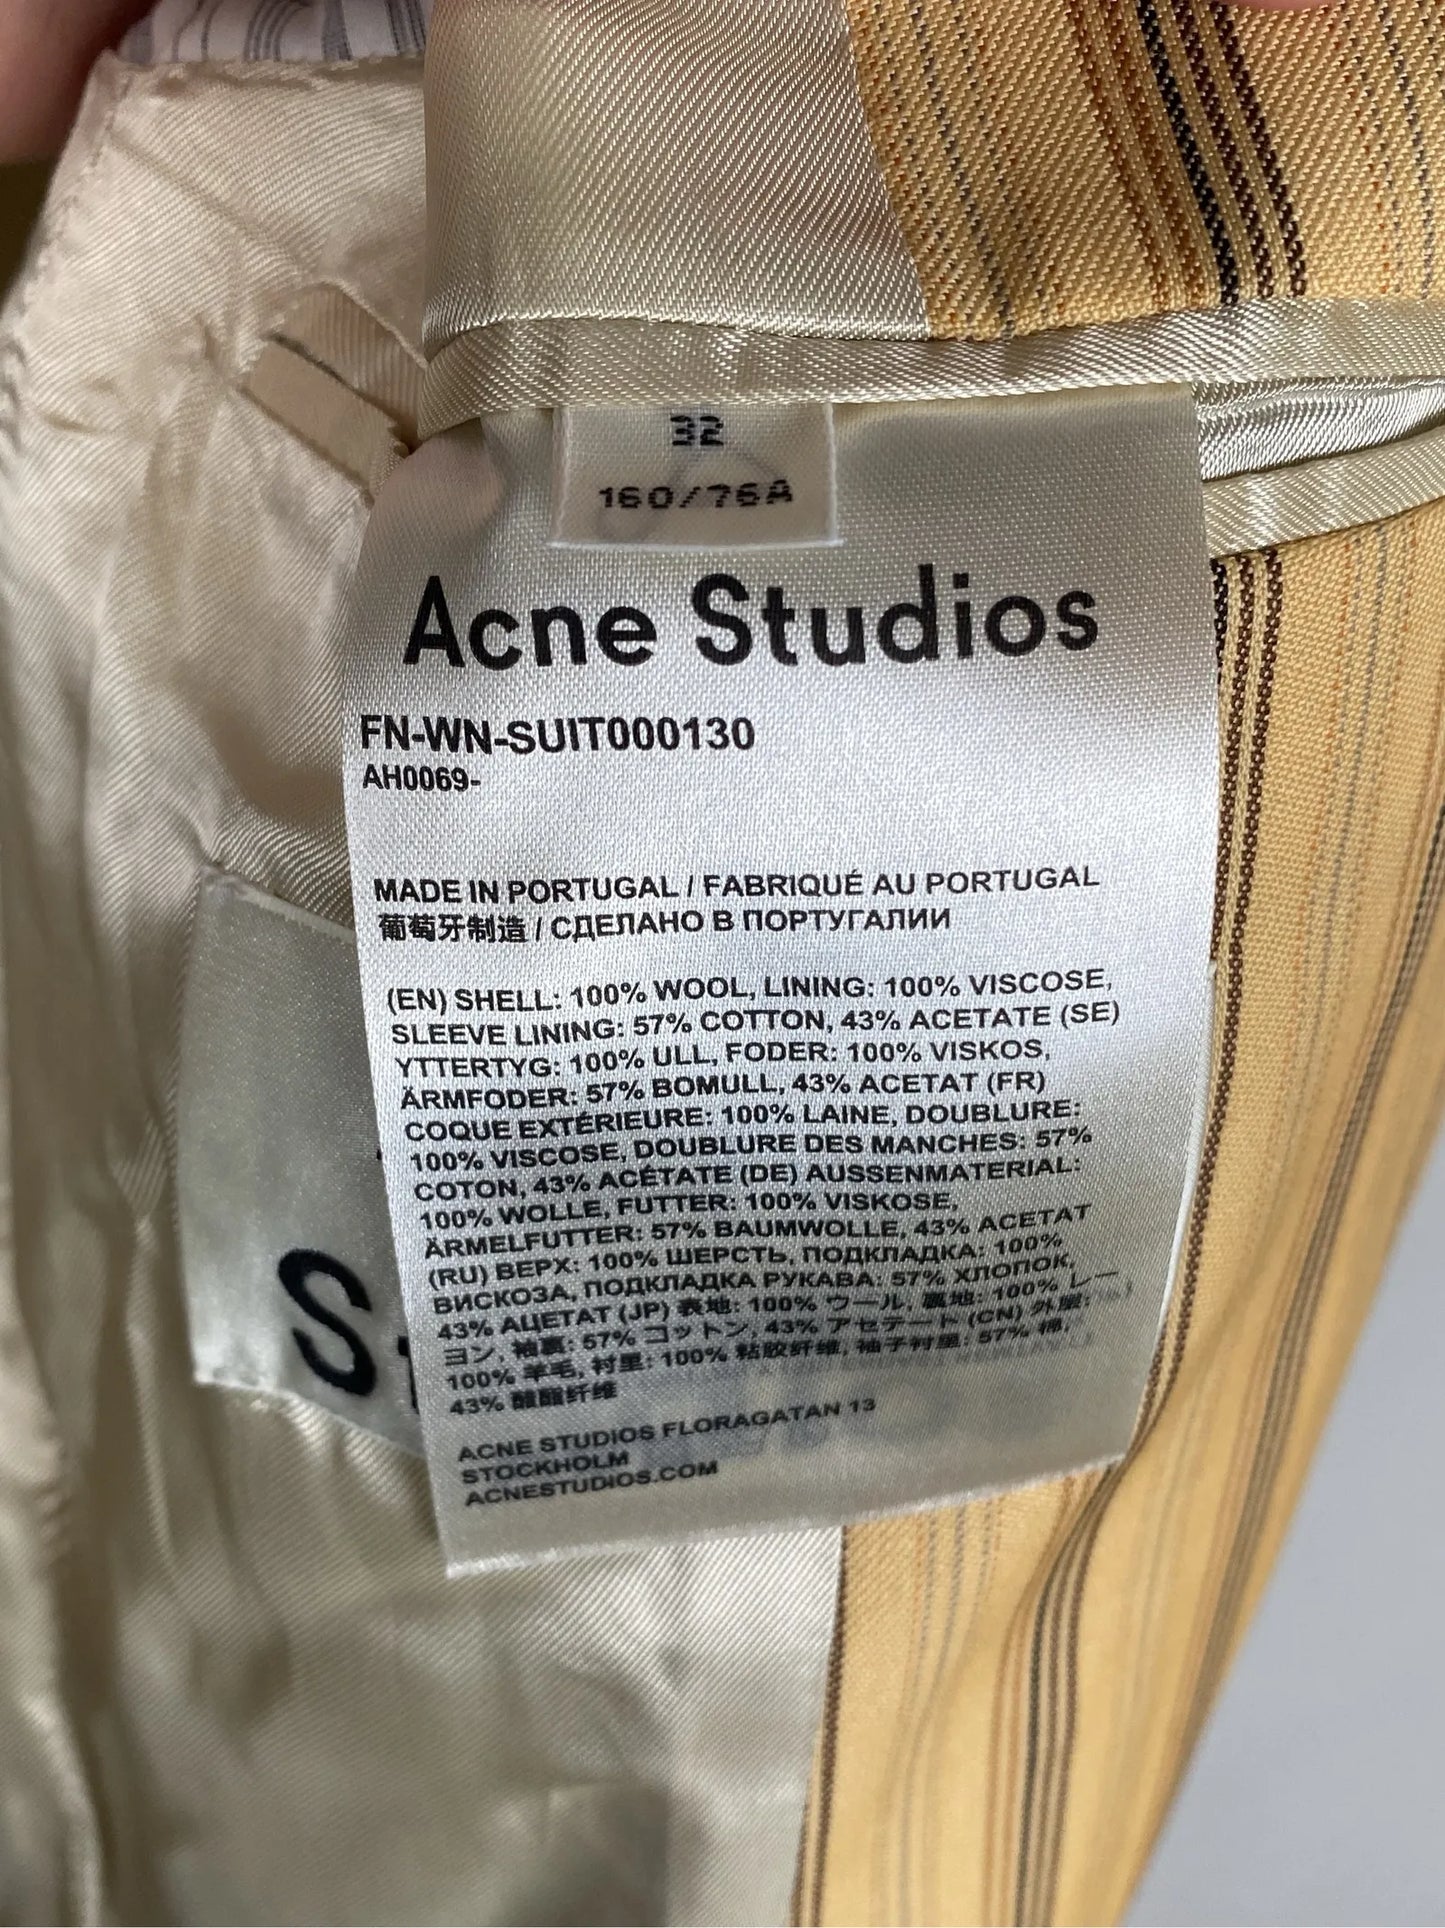 32
160/76A
Acne Studios
FN-WN-SUIT000130
AH0069-
MADE IN PORTUGAL / FABRIQUÉ AU PORTUGAL
葡萄牙制造 / СДЕЛАНО В ПОРТУГАЛИИ
(EN) SHELL: 100% WOOL, LINING: 100% VISCOSE,
SLEEVE LINING: 57% COTTON, 43% ACETATE (SE)
YTTERTYG: 100% ULL, FODER: 100% VISKOS,
ÄRMFODER: 57% BOMULL, 43% ACETAT (FR)
COQUE EXTÉRIEURE: 100% LAINE, DOUBLURE:
100% VISCOSE, DOUBLURE DES MANCHES: 57%
COTON, 43% ACÉTATE (DE) AUSSENMATERIAL:
100% WOLLE, FUTTER: 100% VISKOSE,
ÄRMELFUTTER: 57% BAUMWOLLE, 43% ACETAT
(RU) ВЕРХ: 100% ШЕРСТЬ, ПОДКЛАДКА: 100%
ВИСКОЗА, ПОДКЛАДКА РУКАВА: 57% ХЛОПОК,
43% АЦЕТАТ (JP) 表地: 100% ウール, 裏地: 100% レー
ヨン, 袖裏: 57% コットン, 43% アセテート (CN) 外层:
100% 羊毛, 衬里: 100% 粘胶纤维, 袖子衬里: 57% 棉,
43% 醋酯纤维
ACNE STUDIOS FLORAGATAN 13
STOCKHOLM
ACNESTUDIOS.COM
S